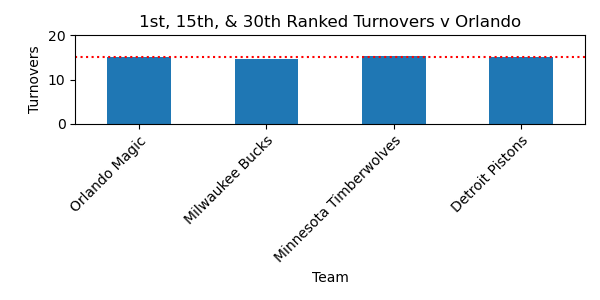 1st, 15th, & 30th Ranked Turnovers v Orlando
Turnovers
20
10
0
Orlando Magic
Milwaukee Bucks
Minnesota Timberwolves
Detroit Pistons
Team